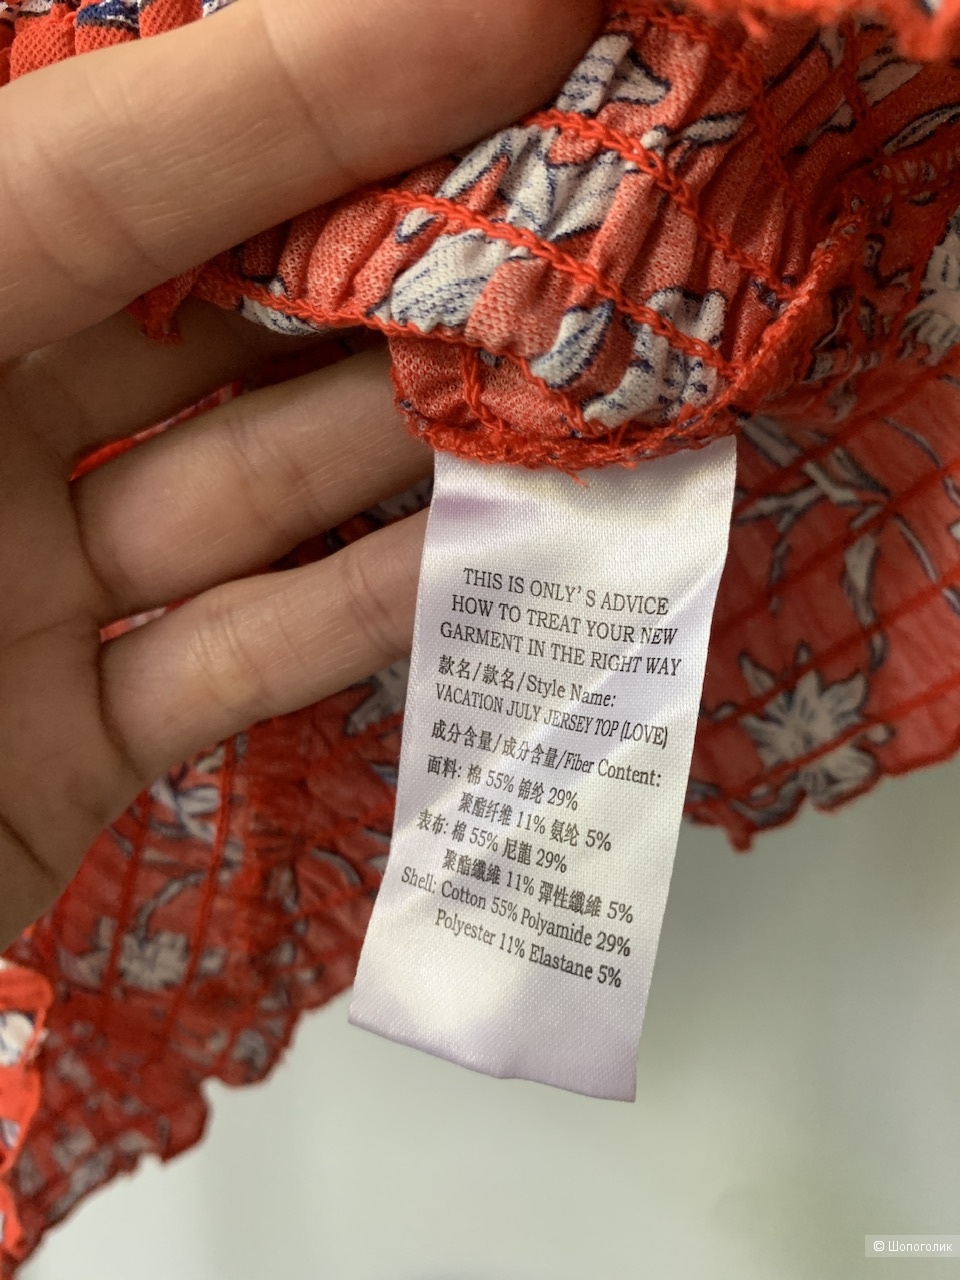 THIS IS ONLY'S ADVICE
HOW TO TREAT YOUR NEW
GARMENT IN THE RIGHT WAY
款名/款名/Style Name:
VACATION JULY JERSEY TOP (LOVE)
成分含量/成分含量/Fiber Content:
面料: 棉 55% 锦纶 29%
聚酯纤维 11% 氨纶 5%
表布: 棉 55% 尼龍 29%
聚酯纖維 11% 彈性纖維 5%
Shell: Cotton 55% Polyamide 29%
Polyester 11% Elastane 5%
© Шопоголик